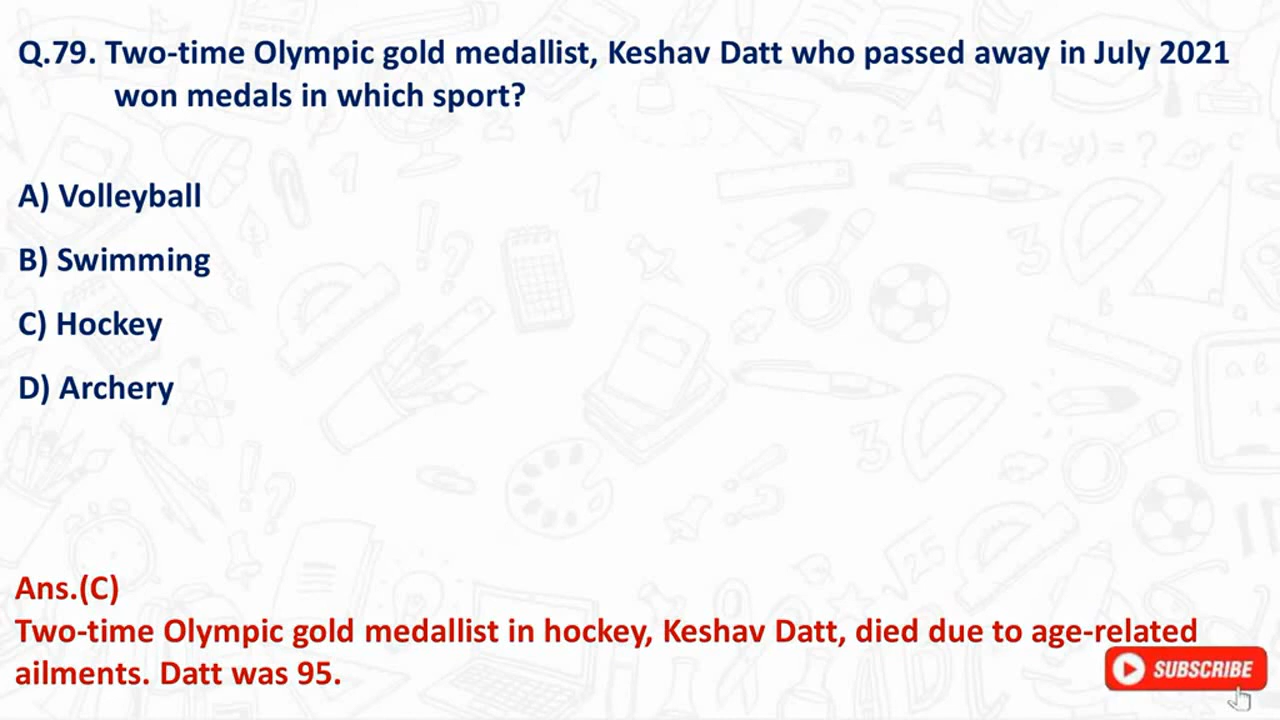 Q.79. Two-time Olympic gold medallist, Keshav Datt who passed away in July 2021
won medals in which sport?
A) Volleyball
B) Swimming
C) Hockey
D) Archery
Ans.(C)
Two-time Olympic gold medallist in hockey, Keshav Datt, died due to age-related
ailments. Datt was 95.
SUBSCRIBE